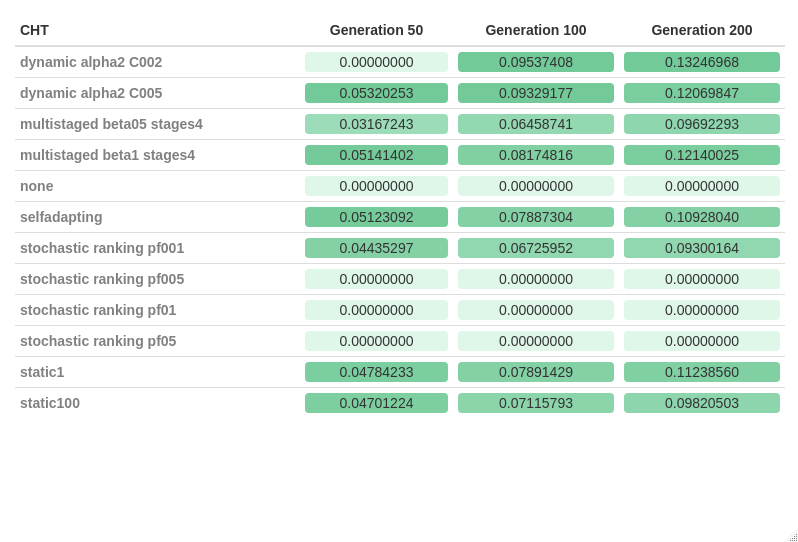 CHT Generation 50 Generation 100 Generation 200
dynamic alpha2 C002 0.00000000 0.09537408 0.13246968
dynamic alpha2 C005 0.05320253 0.09329177 0.12069847
multistaged beta05 stages4 0.03167243 0.06458741 0.09692293
multistaged beta1 stages4 0.05141402 0.08174816 0.12140025
none 0.00000000 0.00000000 0.00000000
selfadapting 0.05123092 0.07887304 0.10928040
stochastic ranking pf001 0.04435297 0.06725952 0.09300164
stochastic ranking pf005 0.00000000 0.00000000 0.00000000
stochastic ranking pf01 0.00000000 0.00000000 0.00000000
stochastic ranking pf05 0.00000000 0.00000000 0.00000000
static1 0.04784233 0.07891429 0.11238560
static100 0.04701224 0.07115793 0.09820503